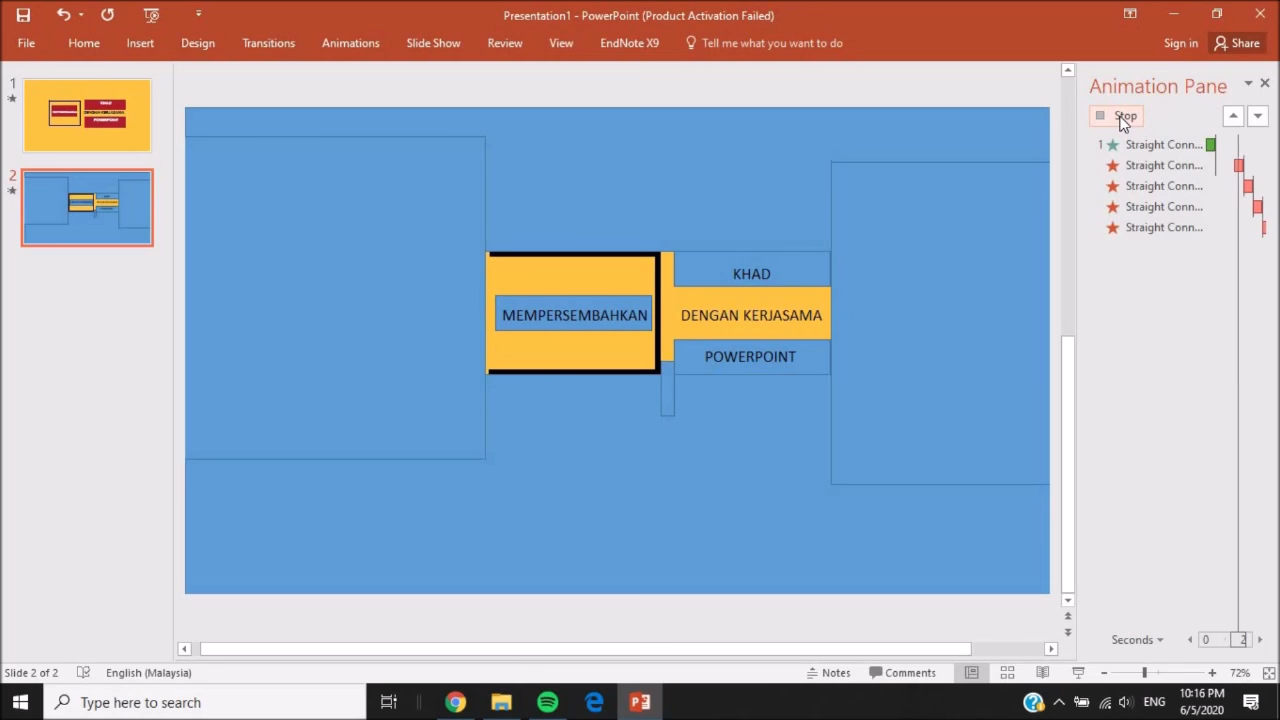 Presentation1 - PowerPoint (Product Activation Failed)
File Home Insert Design Transitions Animations Slide Show Review View EndNote X9 Tell me what you want to do Sign in Share
1
2
KHAD
MEMPERSEMBAHKAN DENGAN KERJASAMA
POWERPOINT
Animation Pane
Stop
1 Straight Conn...
Straight Conn...
Straight Conn...
Straight Conn...
Straight Conn...
Seconds 0 2
Slide 2 of 2 English (Malaysia) Notes Comments 72%
Type here to search ENG 10:16 PM
6/5/2020